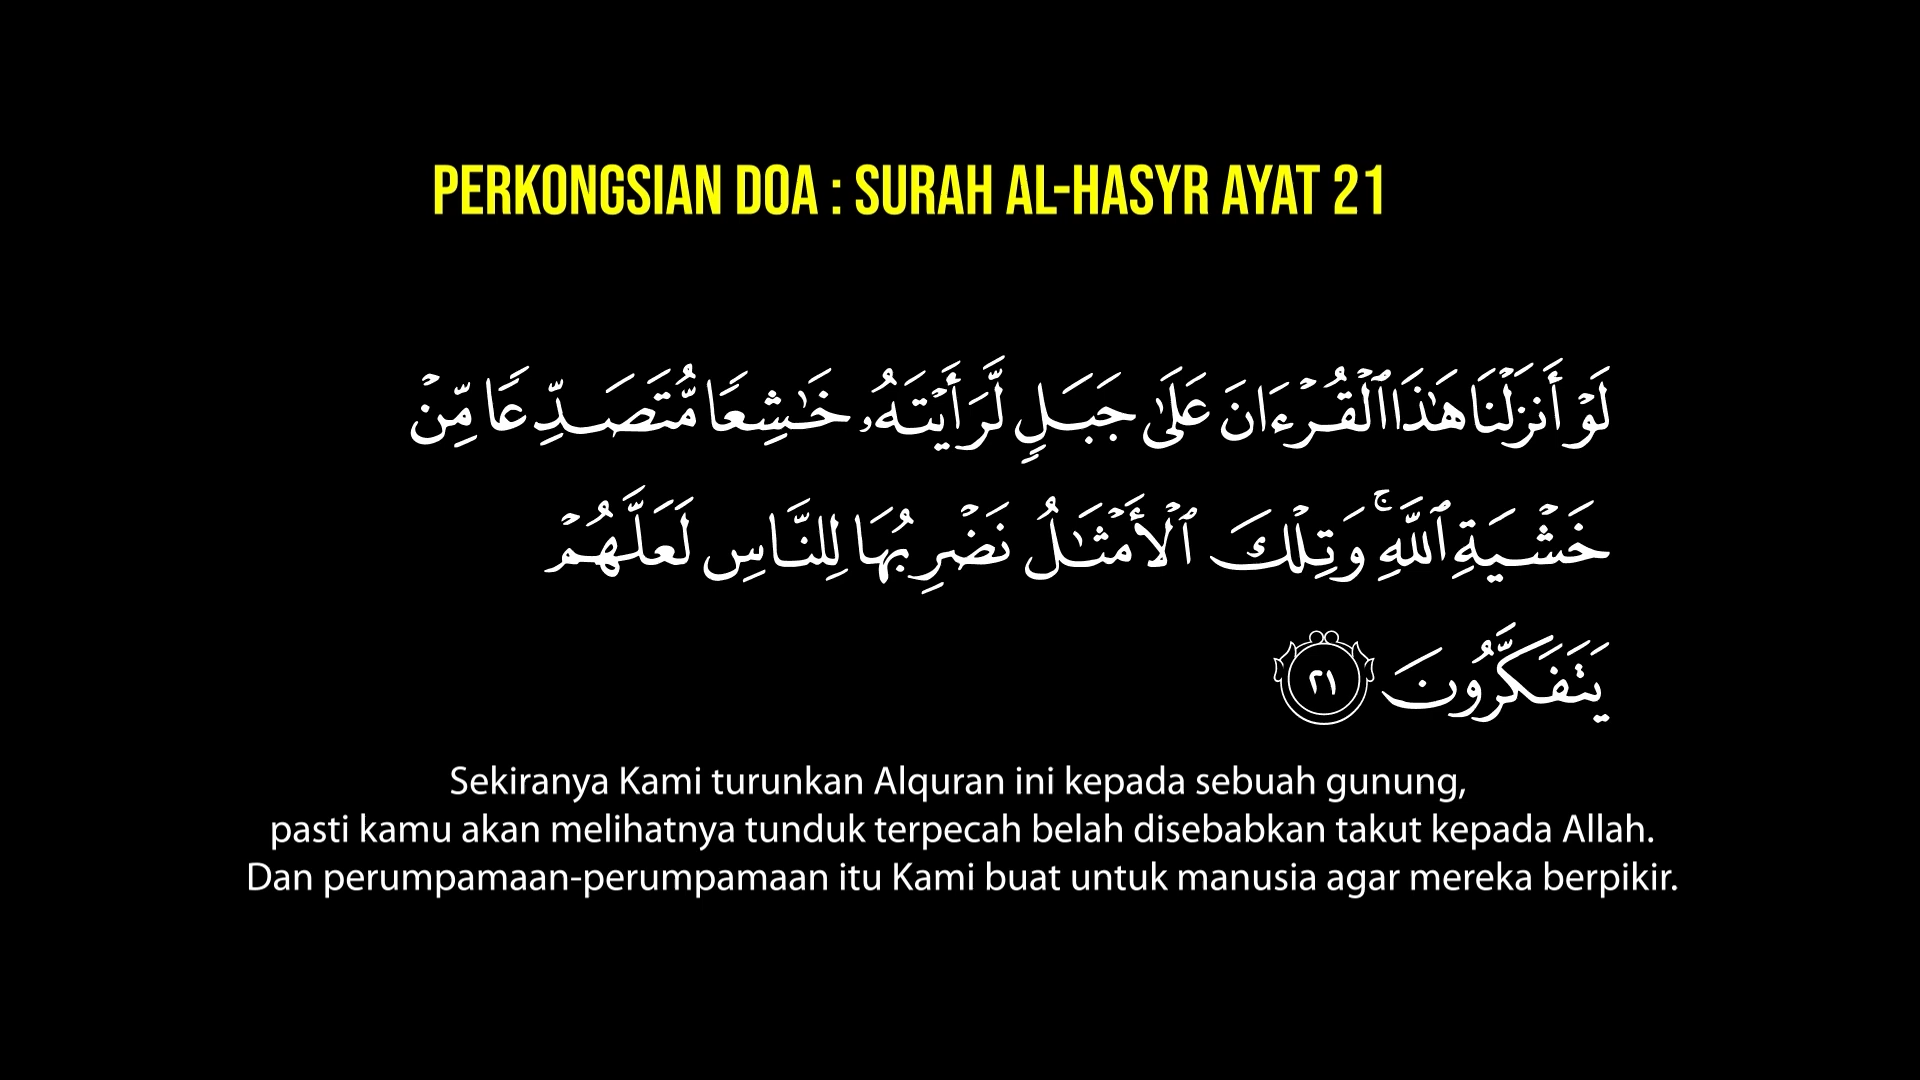 PERKONGSIAN DOA : SURAH AL-HASYR AYAT 21
لَوۡ أَنزَلۡنَا هَٰذَا ٱلۡقُرۡءَانَ عَلَىٰ جَبَلٍ لَّرَأَيۡتَهُۥ خَٰشِعًا مُّتَصَدِّعًا مِّنۡ
خَشۡيَةِ ٱللَّهِۚ وَتِلۡكَ ٱلۡأَمۡثَٰلُ نَضۡرِبُهَا لِلنَّاسِ لَعَلَّهُمۡ
يَتَفَكَّرُونَ ٢١
Sekiranya Kami turunkan Alquran ini kepada sebuah gunung,
pasti kamu akan melihatnya tunduk terpecah belah disebabkan takut kepada Allah.
Dan perumpamaan-perumpamaan itu Kami buat untuk manusia agar mereka berpikir.